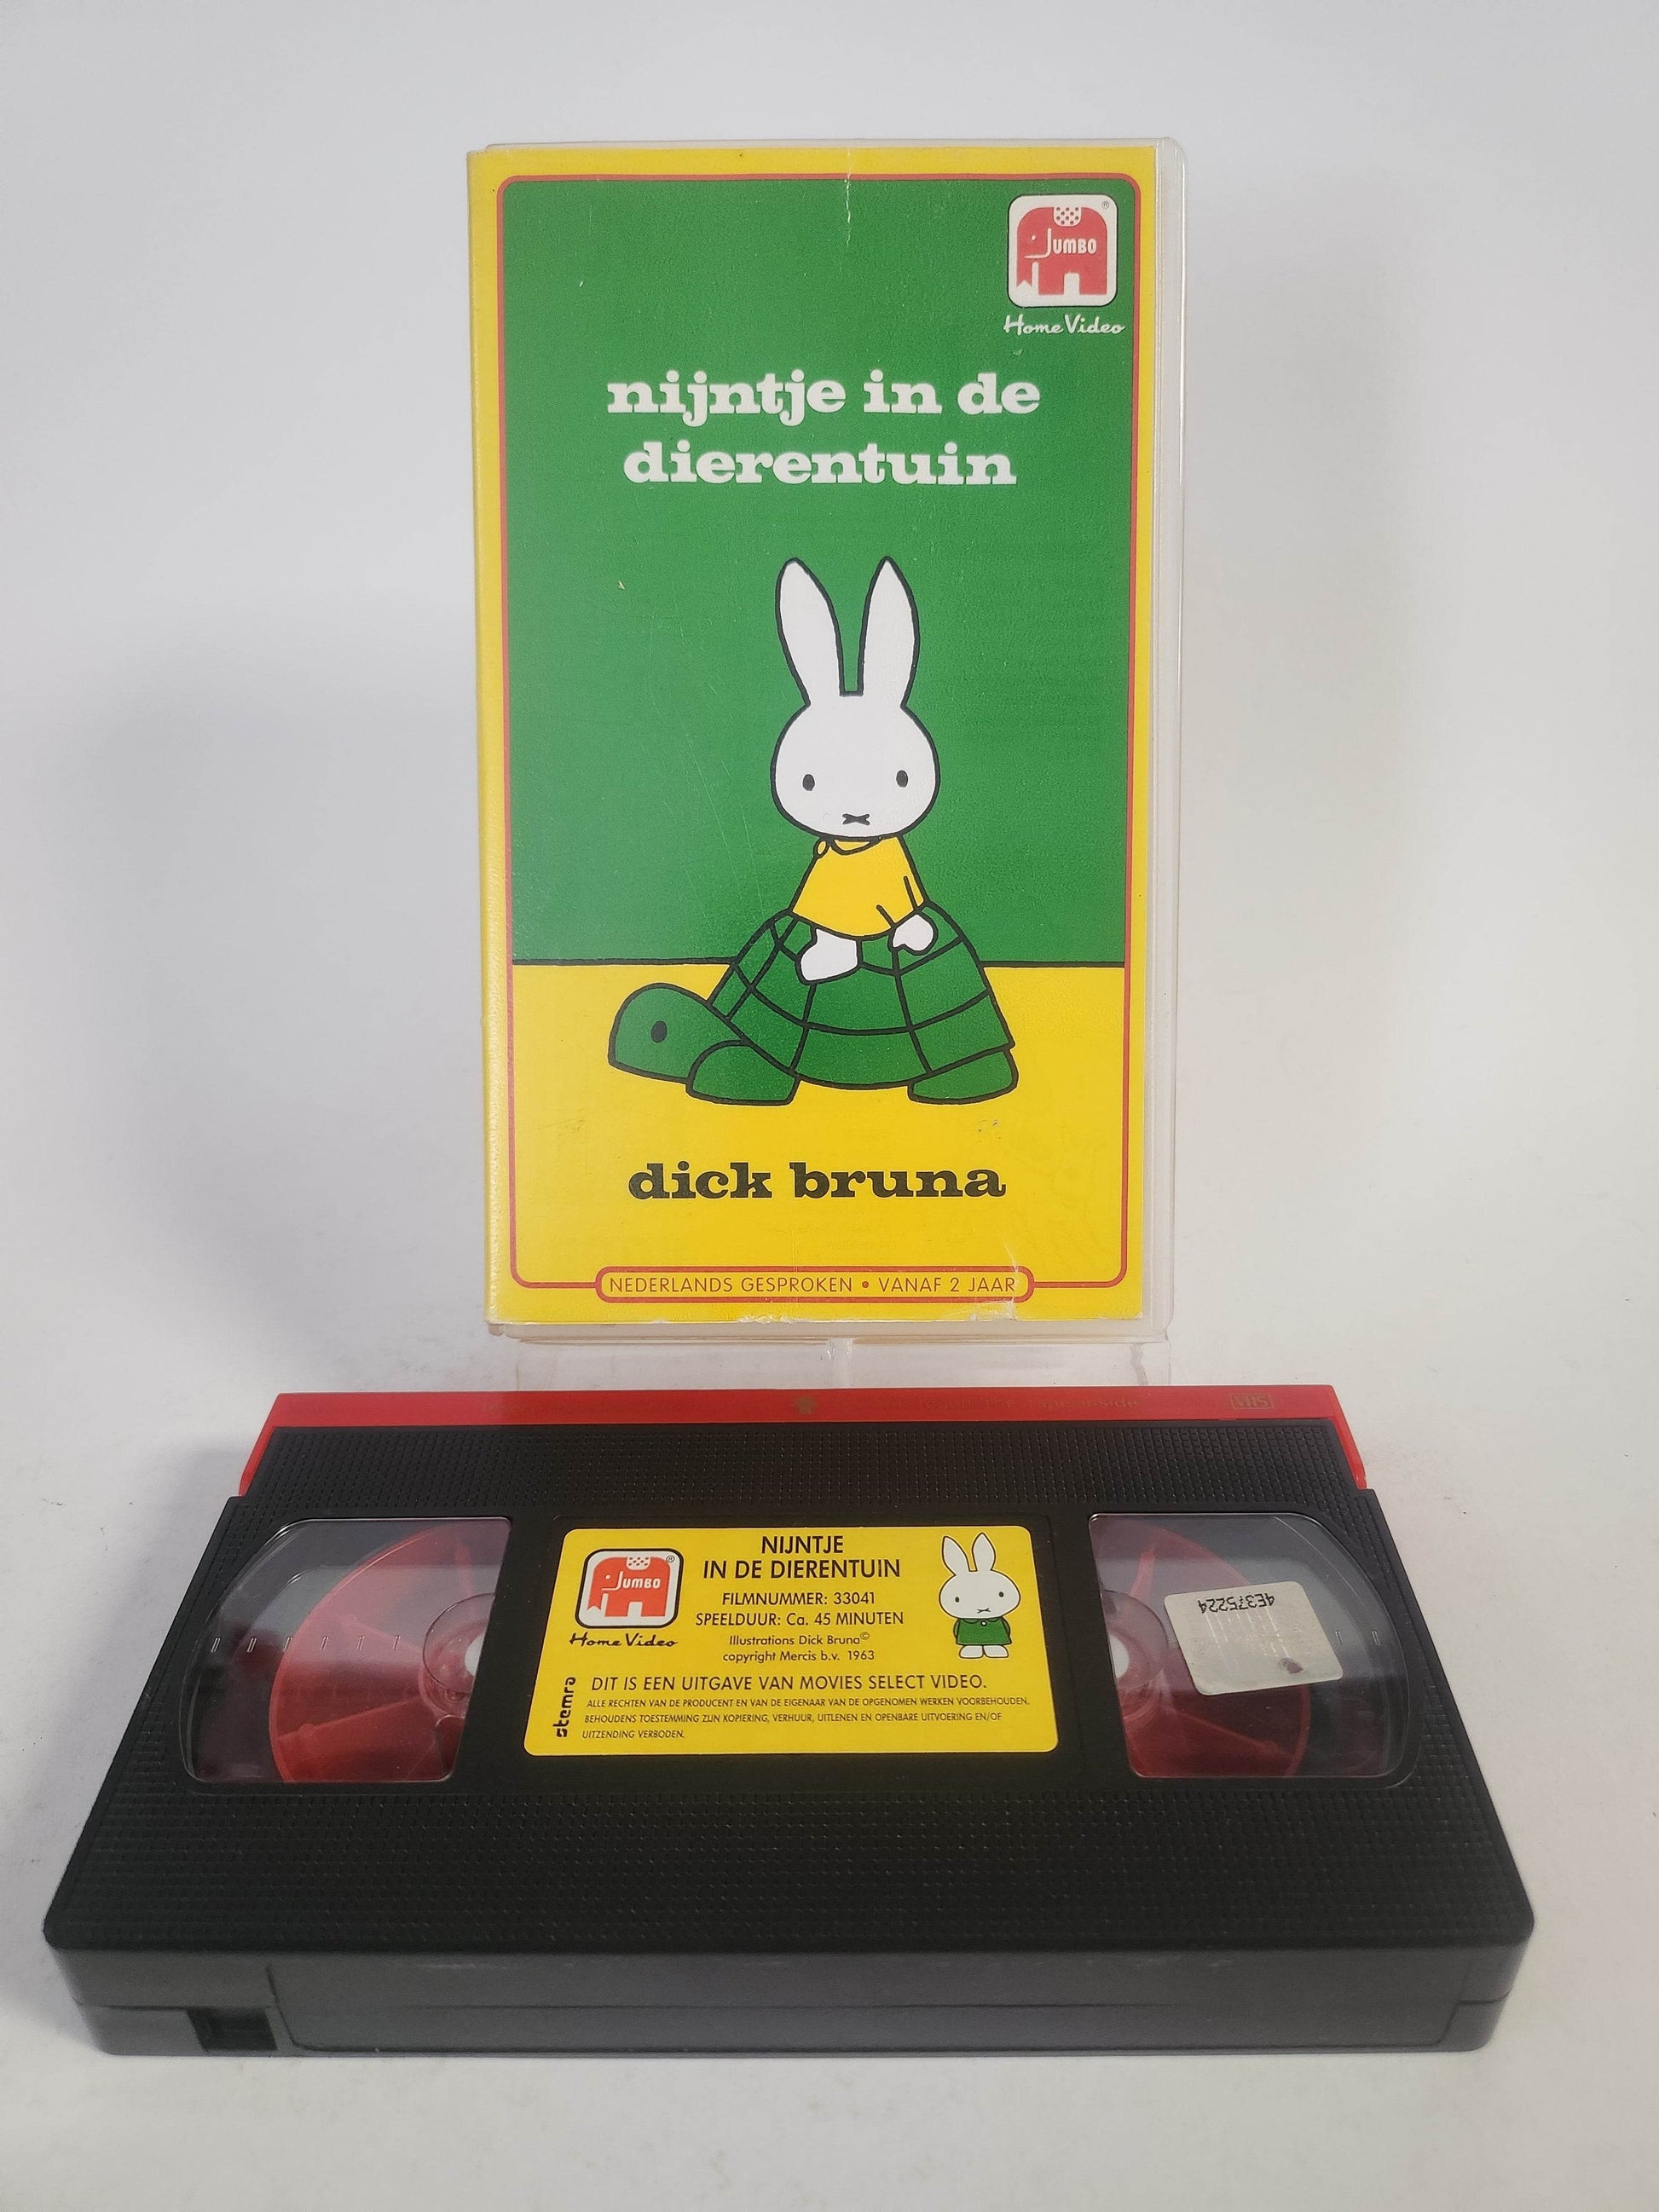 JUMBO ®
Home Video
nijntje in de
dierentuin
dick bruna
NEDERLANDS GESPROKEN • VANAF 2 JAAR
Tape inside
VHS
NIJNTJE
IN DE DIERENTUIN
JUMBO ®
Home Video
FILMNUMMER: 33041
SPEELDUUR: Ca. 45 MINUTEN
Illustrations Dick Bruna©
copyright Mercis b.v. 1963
DIT IS EEN UITGAVE VAN MOVIES SELECT VIDEO.
stemra
ALLE RECHTEN VAN DE PRODUCENT EN VAN DE EIGENAAR VAN DE OPGENOMEN WERKEN VOORBEHOUDEN.
BEHOUDENS TOESTEMMING ZIJN KOPIERING, VERHUUR, UITLENEN EN OPENBARE UITVOERING EN/OF
UITZENDING VERBODEN.
4E375224